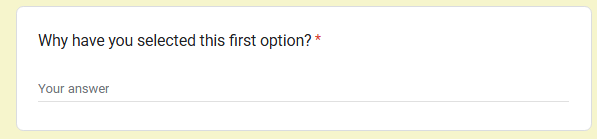 Why have you selected this first option? *
Your answer